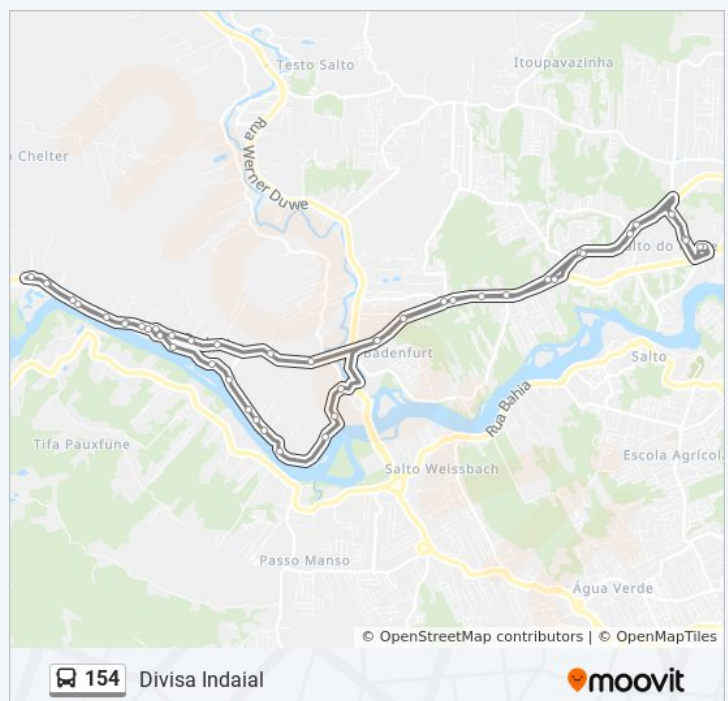 Testo Salto
Itoupavazinha
Rua Werner Duwe
Chelter
Salto do
Badenfurt
Salto
Rua Bahia
Tifa Pauxfune
Escola Agrícol
Salto Weissbach
Passo Manso
Água Verde
© OpenStreetMap contributors | © OpenMapTiles
154 Divisa Indaial
moovit